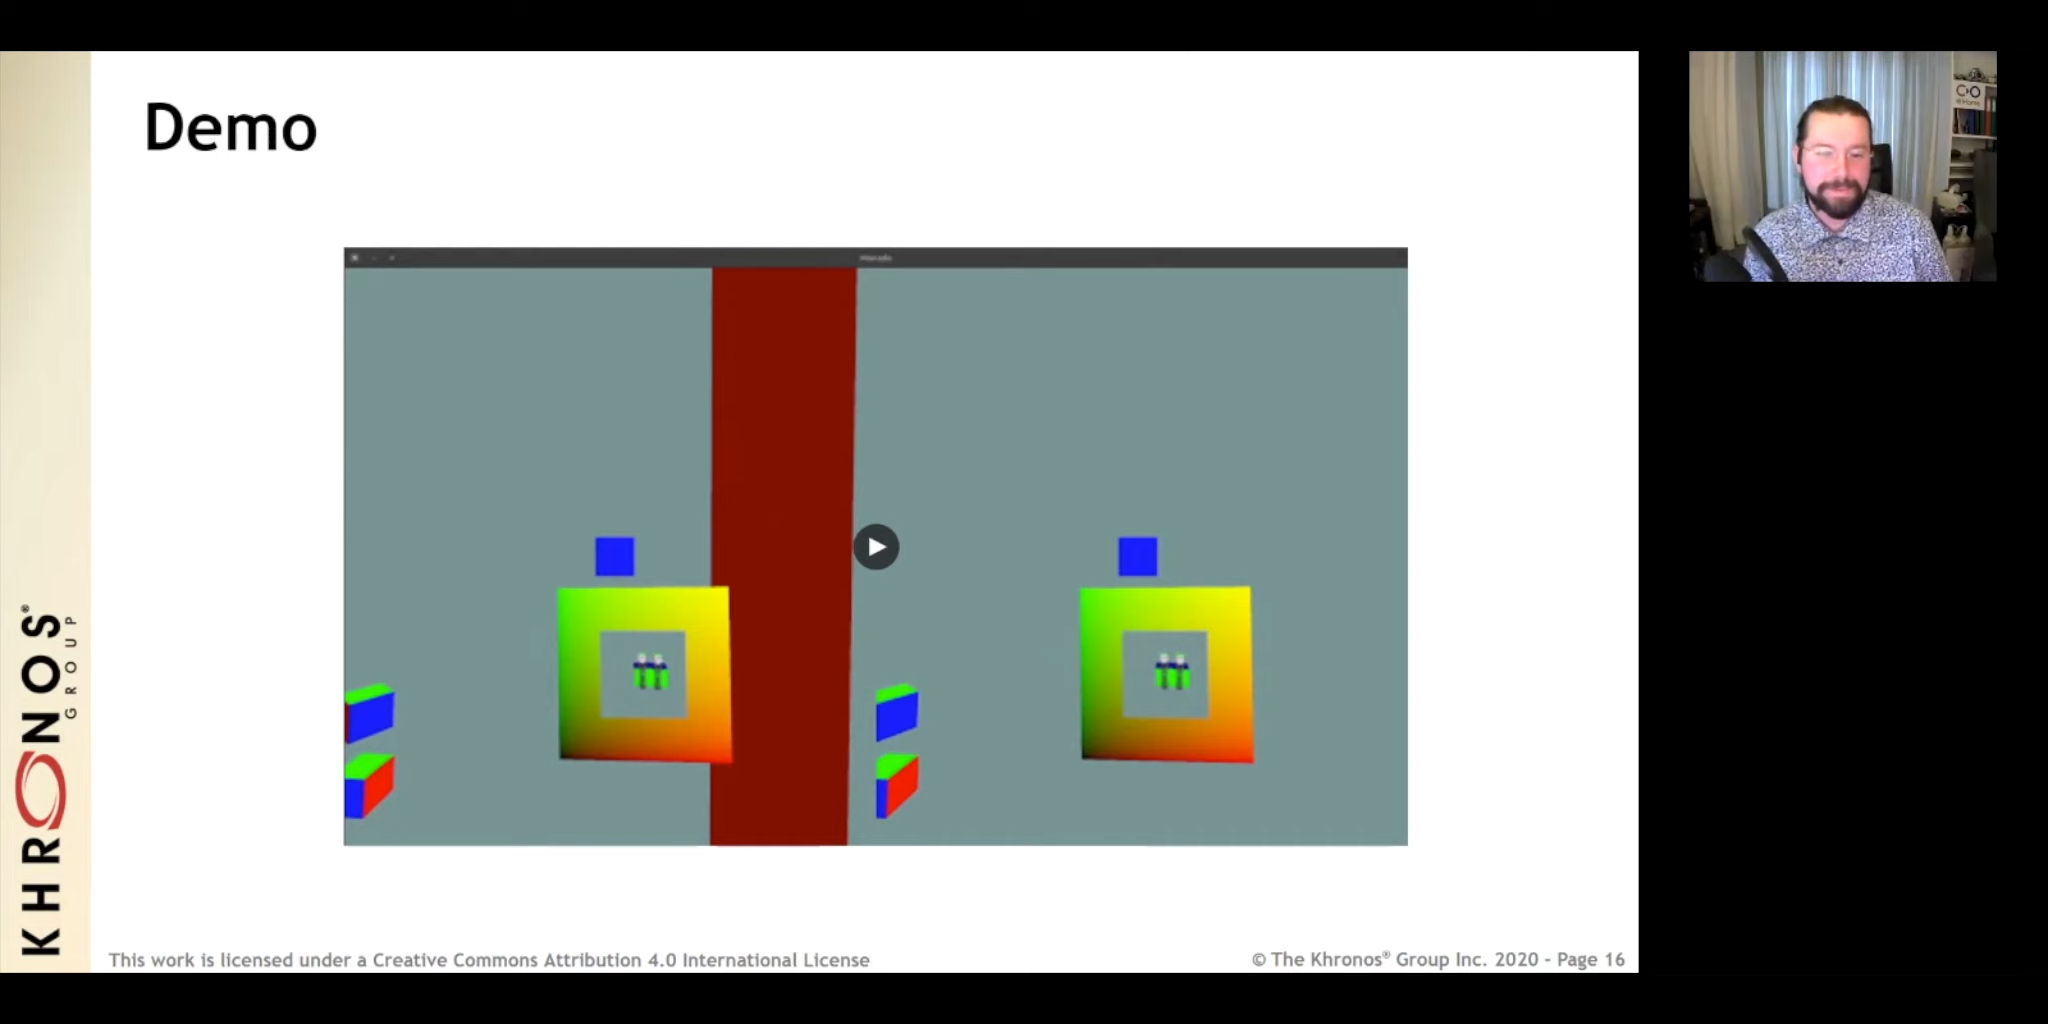 Demo
Monado
KHRONOS®
GROUP
This work is licensed under a Creative Commons Attribution 4.0 International License
© The Khronos® Group Inc. 2020 - Page 16